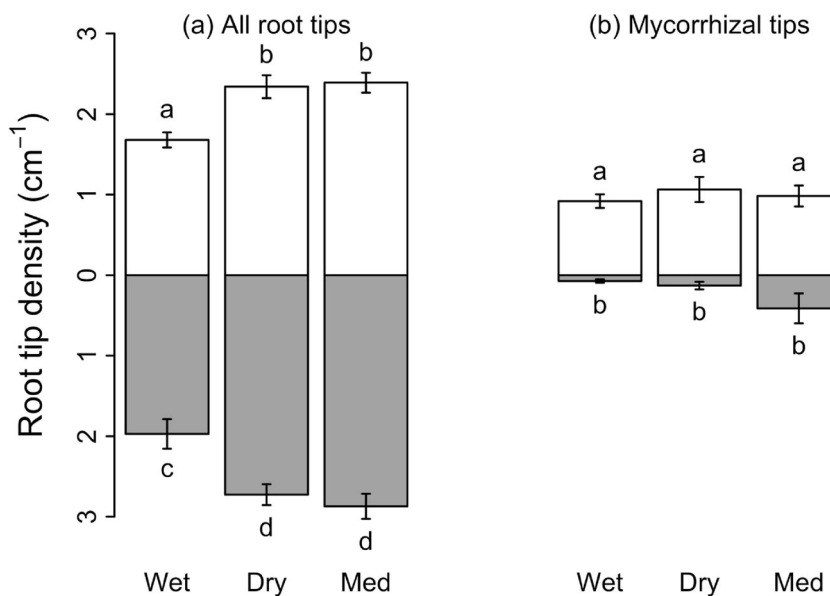 (a) All root tips
(b) Mycorrhizal tips
Root tip density (cm⁻¹)
3
2
1
0
1
2
3
a
b
b
c
d
d
a
a
a
b
b
b
Wet
Dry
Med
Wet
Dry
Med